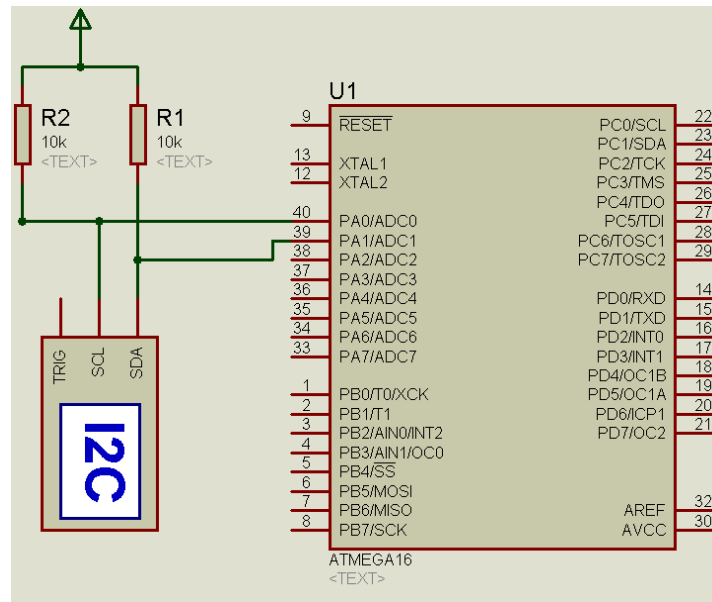 R2
10k
<TEXT>
R1
10k
<TEXT>
U1
9 RESET
13 XTAL1
12 XTAL2
40 PA0/ADC0
39 PA1/ADC1
38 PA2/ADC2
37 PA3/ADC3
36 PA4/ADC4
35 PA5/ADC5
34 PA6/ADC6
33 PA7/ADC7
1 PB0/T0/XCK
2 PB1/T1
3 PB2/AIN0/INT2
4 PB3/AIN1/OC0
5 PB4/SS
6 PB5/MOSI
7 PB6/MISO
8 PB7/SCK
PC0/SCL 22
PC1/SDA 23
PC2/TCK 24
PC3/TMS 25
PC4/TDO 26
PC5/TDI 27
PC6/TOSC1 28
PC7/TOSC2 29
PD0/RXD 14
PD1/TXD 15
PD2/INT0 16
PD3/INT1 17
PD4/OC1B 18
PD5/OC1A 19
PD6/ICP1 20
PD7/OC2 21
AREF 32
AVCC 30
ATMEGA16
<TEXT>
TRIG
SCL
SDA
I2C